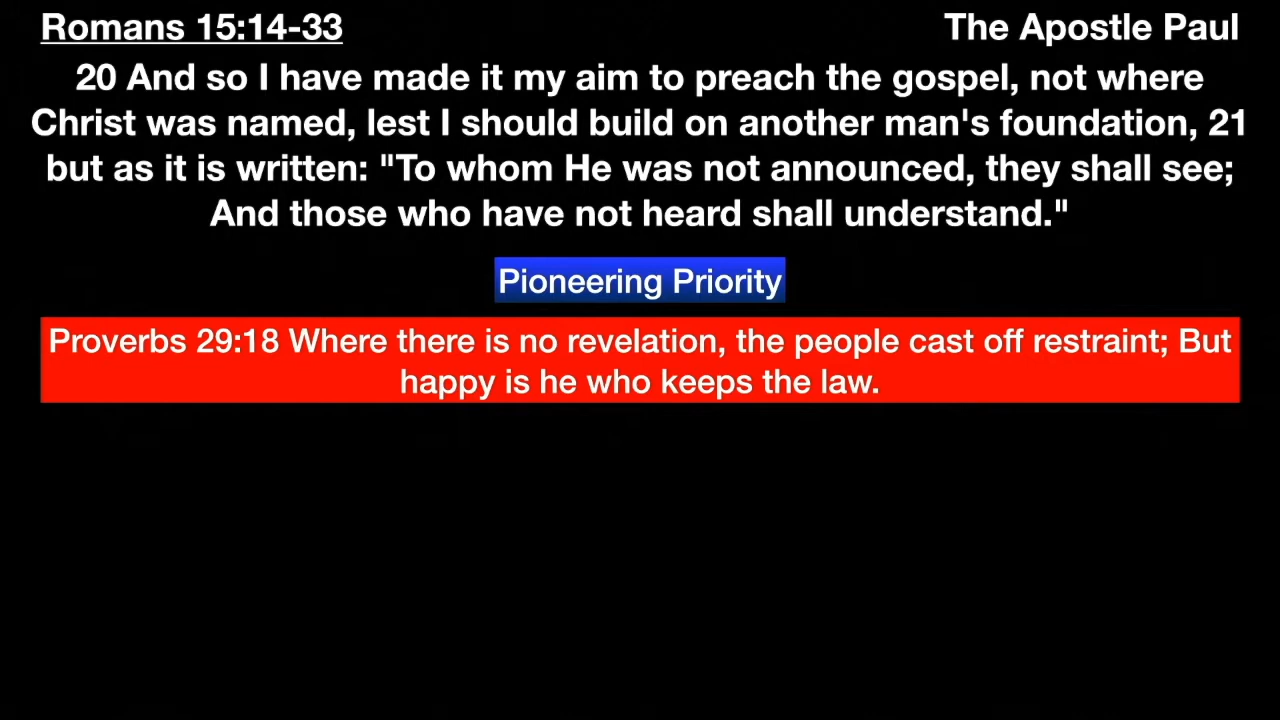 Romans 15:14-33
The Apostle Paul
20 And so I have made it my aim to preach the gospel, not where
Christ was named, lest I should build on another man's foundation, 21
but as it is written: "To whom He was not announced, they shall see;
And those who have not heard shall understand."
Pioneering Priority
Proverbs 29:18 Where there is no revelation, the people cast off restraint; But
happy is he who keeps the law.